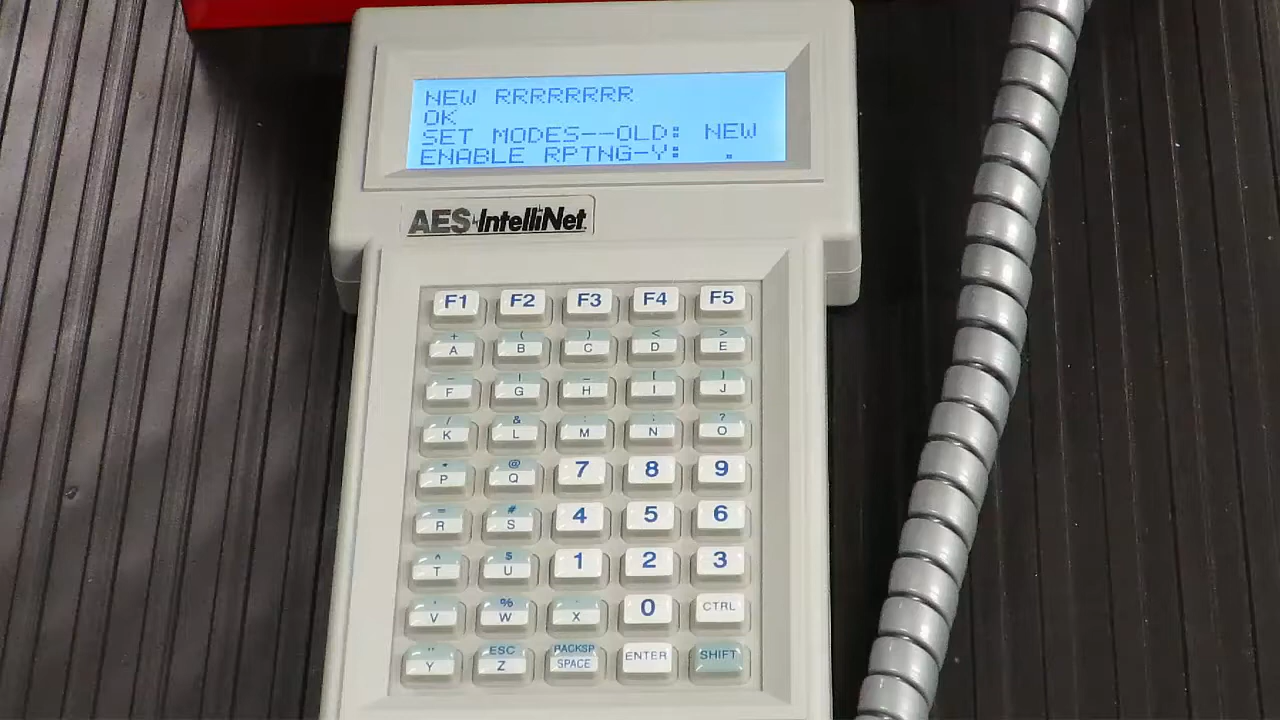 NEW RRRRRRRR
OK
SET MODES--OLD: NEW
ENABLE RPTNG-Y: .
AES IntelliNet
F1 F2 F3 F4 F5
+ ( ) < >
A B C D E
F G H I J
/ & : ; ?
K L M N O
@
P Q 7 8 9
= #
R S 4 5 6
^ $
T U 1 2 3
%
V W X 0 CTRL
" ESC BACKSP
Y Z SPACE ENTER SHIFT